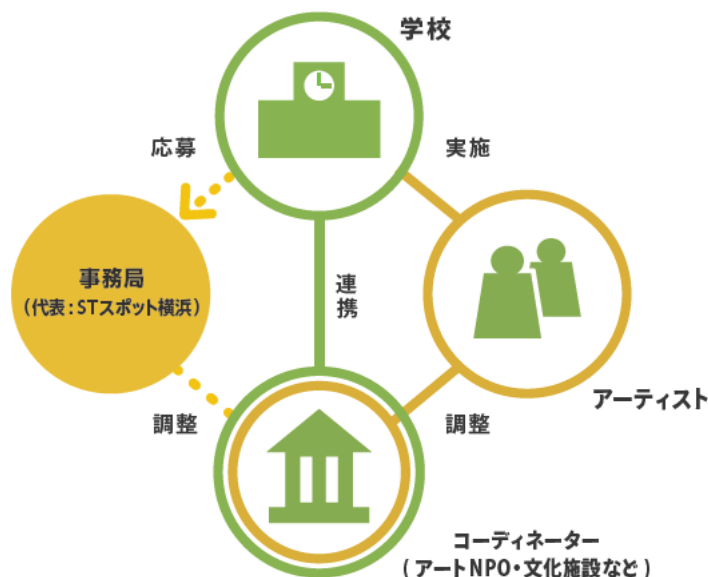 学校
応募
実施
事務局
(代表:STスポット横浜)
連携
アーティスト
調整
調整
コーディネーター
(アートNPO・文化施設など)